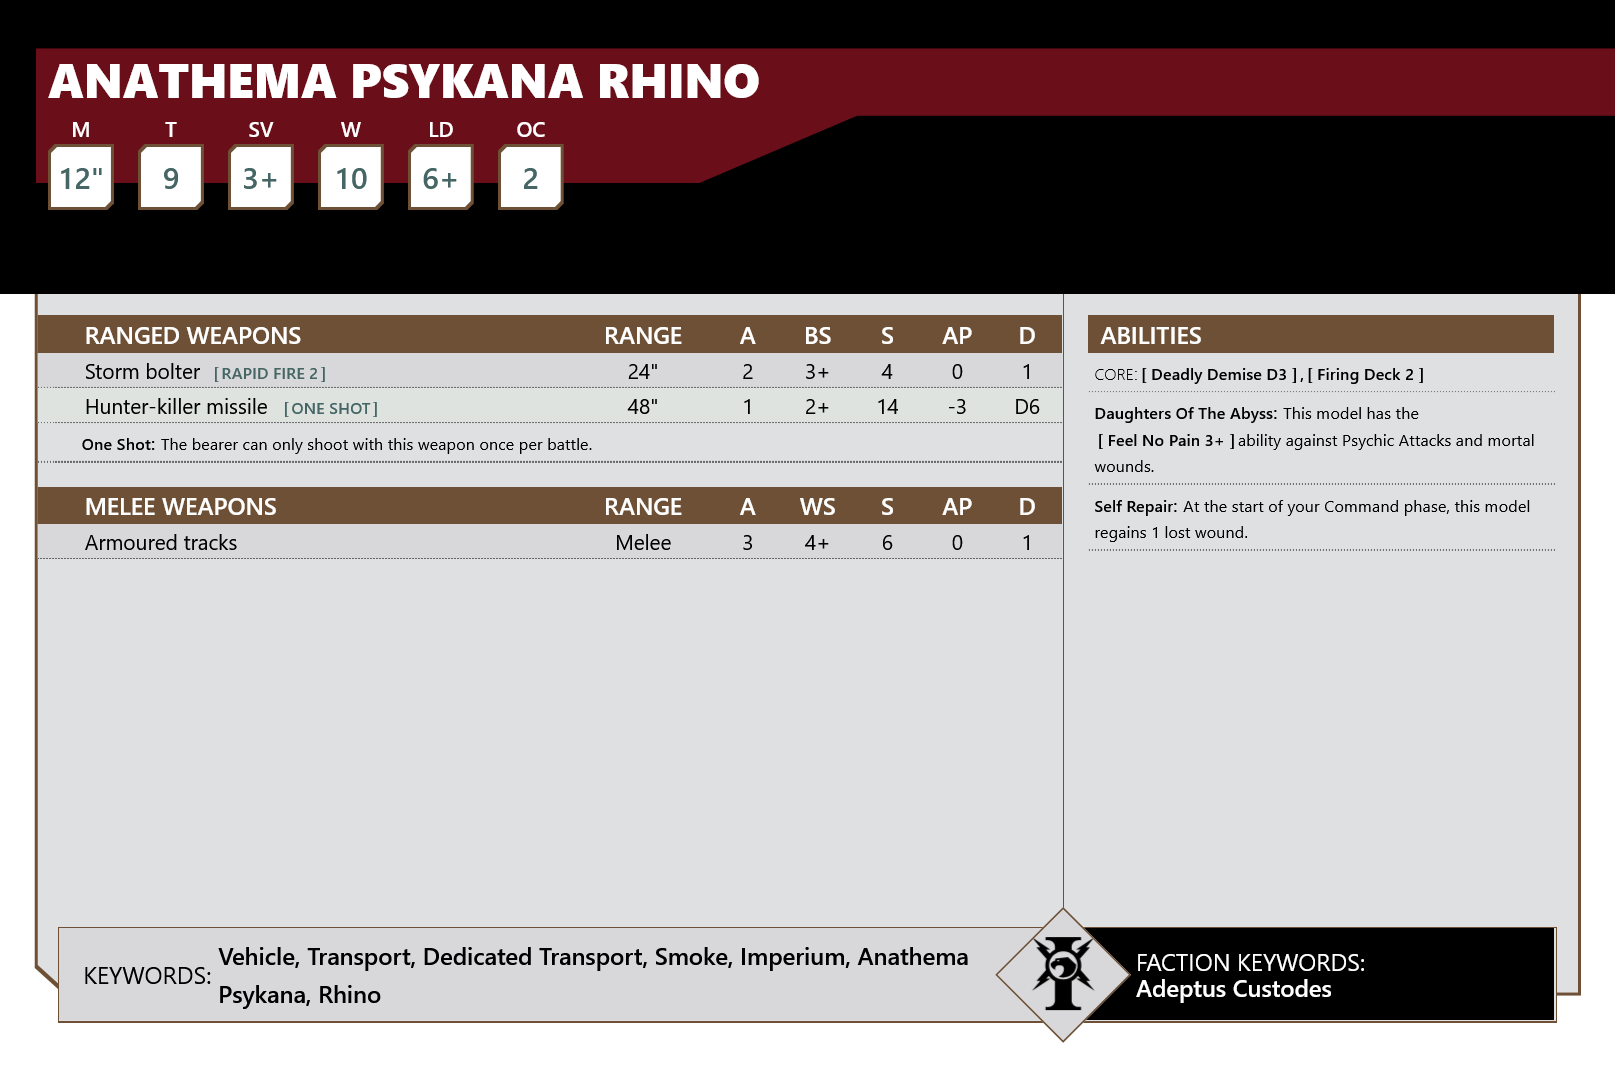 ANATHEMA PSYKANA RHINO
M T SV W LD OC
12" 9 3+ 10 6+ 2
RANGED WEAPONS RANGE A BS S AP D
Storm bolter [RAPID FIRE 2] 24" 2 3+ 4 0 1
Hunter-killer missile [ONE SHOT] 48" 1 2+ 14 -3 D6
One Shot: The bearer can only shoot with this weapon once per battle.
MELEE WEAPONS RANGE A WS S AP D
Armoured tracks Melee 3 4+ 6 0 1
ABILITIES
CORE: [ Deadly Demise D3 ] , [ Firing Deck 2 ]
Daughters Of The Abyss: This model has the
[ Feel No Pain 3+ ] ability against Psychic Attacks and mortal
wounds.
Self Repair: At the start of your Command phase, this model
regains 1 lost wound.
KEYWORDS: Vehicle, Transport, Dedicated Transport, Smoke, Imperium, Anathema
Psykana, Rhino
FACTION KEYWORDS:
Adeptus Custodes